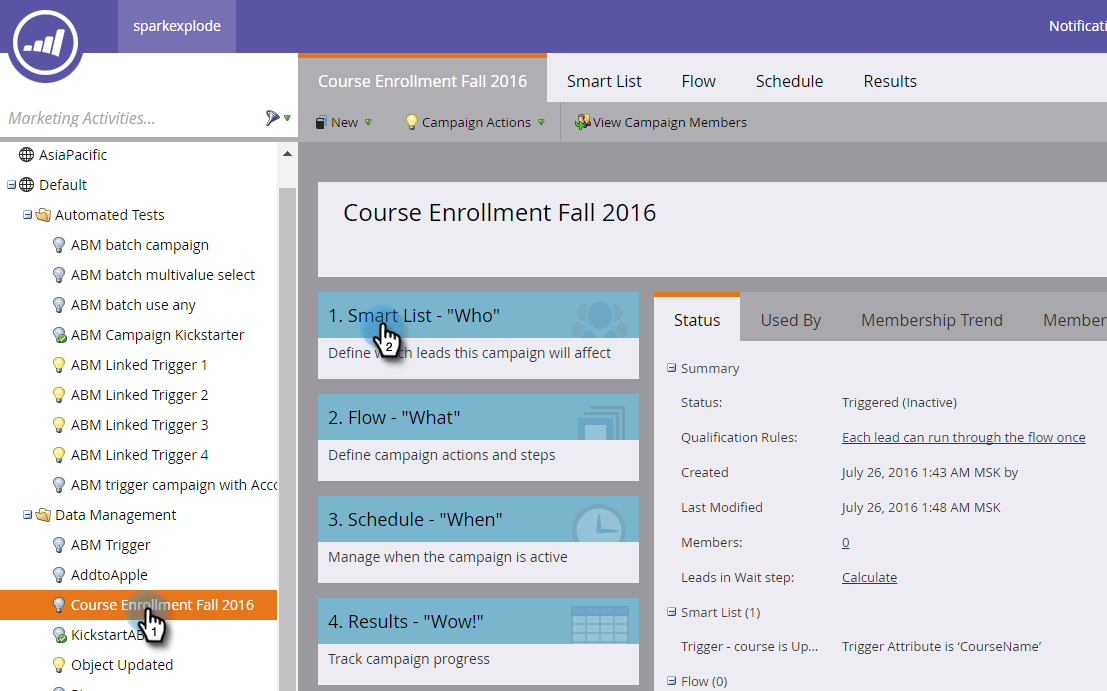 sparkexplode
Notificati
Marketing Activities...
Course Enrollment Fall 2016
Smart List
Flow
Schedule
Results
New
Campaign Actions
View Campaign Members
AsiaPacific
Default
Automated Tests
ABM batch campaign
ABM batch multivalue select
ABM batch use any
ABM Campaign Kickstarter
ABM Linked Trigger 1
ABM Linked Trigger 2
ABM Linked Trigger 3
ABM Linked Trigger 4
ABM trigger campaign with Acco
Data Management
ABM Trigger
AddtoApple
Course Enrollment Fall 2016
1
KickstartAB
Object Updated
Course Enrollment Fall 2016
1. Smart List - "Who"
2
Define which leads this campaign will affect
2. Flow - "What"
Define campaign actions and steps
3. Schedule - "When"
Manage when the campaign is active
4. Results - "Wow!"
Track campaign progress
Status
Used By
Membership Trend
Member
Summary
Status: Triggered (Inactive)
Qualification Rules: Each lead can run through the flow once
Created July 26, 2016 1:43 AM MSK by
Last Modified July 26, 2016 1:48 AM MSK
Members: 0
Leads in Wait step: Calculate
Smart List (1)
Trigger - course is Up... Trigger Attribute is ‘CourseName’
Flow (0)